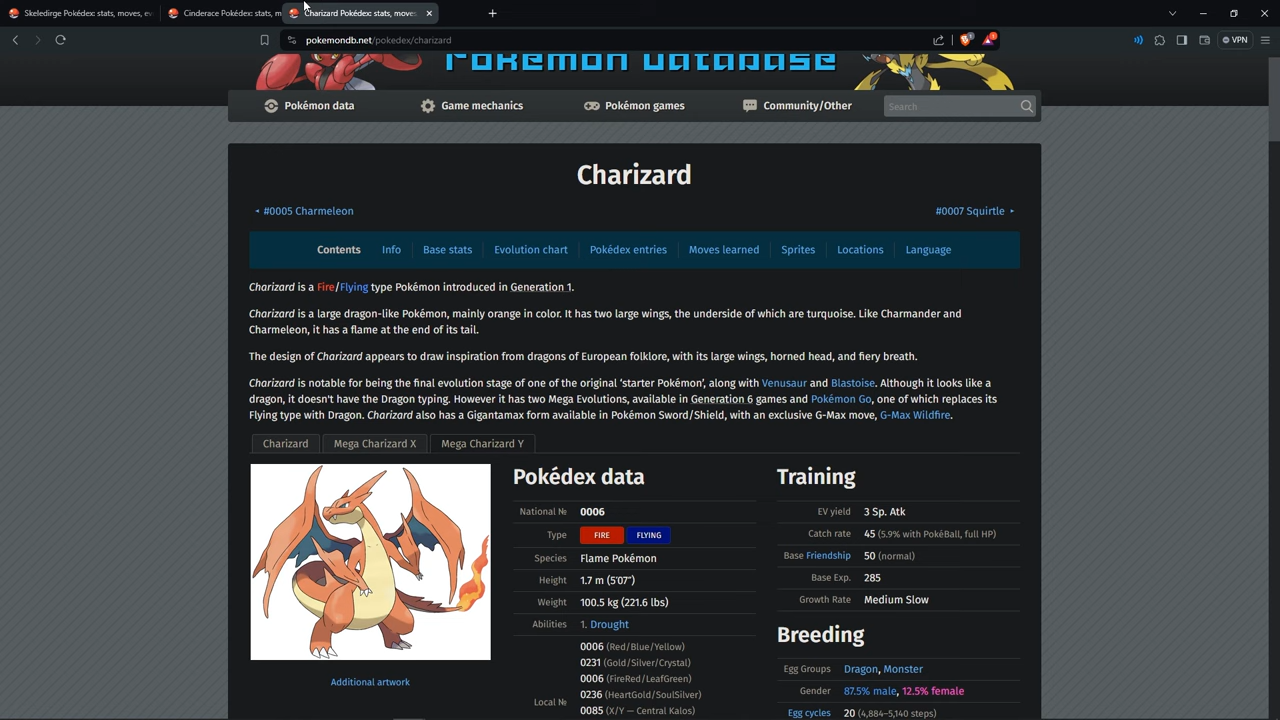 Skeledirge Pokédex: stats, moves, ev
Cinderace Pokédex: stats, m
Charizard Pokédex: stats, moves
pokemondb.net/pokedex/charizard
VPN
Pokémon Database
Pokémon data
Game mechanics
Pokémon games
Community/Other
Search
Charizard
◂ #0005 Charmeleon
#0007 Squirtle ▸
Contents
Info
Base stats
Evolution chart
Pokédex entries
Moves learned
Sprites
Locations
Language
Charizard is a Fire/Flying type Pokémon introduced in Generation 1.
Charizard is a large dragon-like Pokémon, mainly orange in color. It has two large wings, the underside of which are turquoise. Like Charmander and
Charmeleon, it has a flame at the end of its tail.
The design of Charizard appears to draw inspiration from dragons of European folklore, with its large wings, horned head, and fiery breath.
Charizard is notable for being the final evolution stage of one of the original ‘starter Pokémon’, along with Venusaur and Blastoise. Although it looks like a
dragon, it doesn't have the Dragon typing. However it has two Mega Evolutions, available in Generation 6 games and Pokémon Go, one of which replaces its
Flying type with Dragon. Charizard also has a Gigantamax form available in Pokémon Sword/Shield, with an exclusive G-Max move, G-Max Wildfire.
Charizard
Mega Charizard X
Mega Charizard Y
Additional artwork
Pokédex data
National № 0006
Type FIRE FLYING
Species Flame Pokémon
Height 1.7 m (5′07″)
Weight 100.5 kg (221.6 lbs)
Abilities 1. Drought
Local № 0006 (Red/Blue/Yellow)
0231 (Gold/Silver/Crystal)
0006 (FireRed/LeafGreen)
0236 (HeartGold/SoulSilver)
0085 (X/Y — Central Kalos)
Training
EV yield 3 Sp. Atk
Catch rate 45 (5.9% with PokéBall, full HP)
Base Friendship 50 (normal)
Base Exp. 285
Growth Rate Medium Slow
Breeding
Egg Groups Dragon, Monster
Gender 87.5% male, 12.5% female
Egg cycles 20 (4,884–5,140 steps)